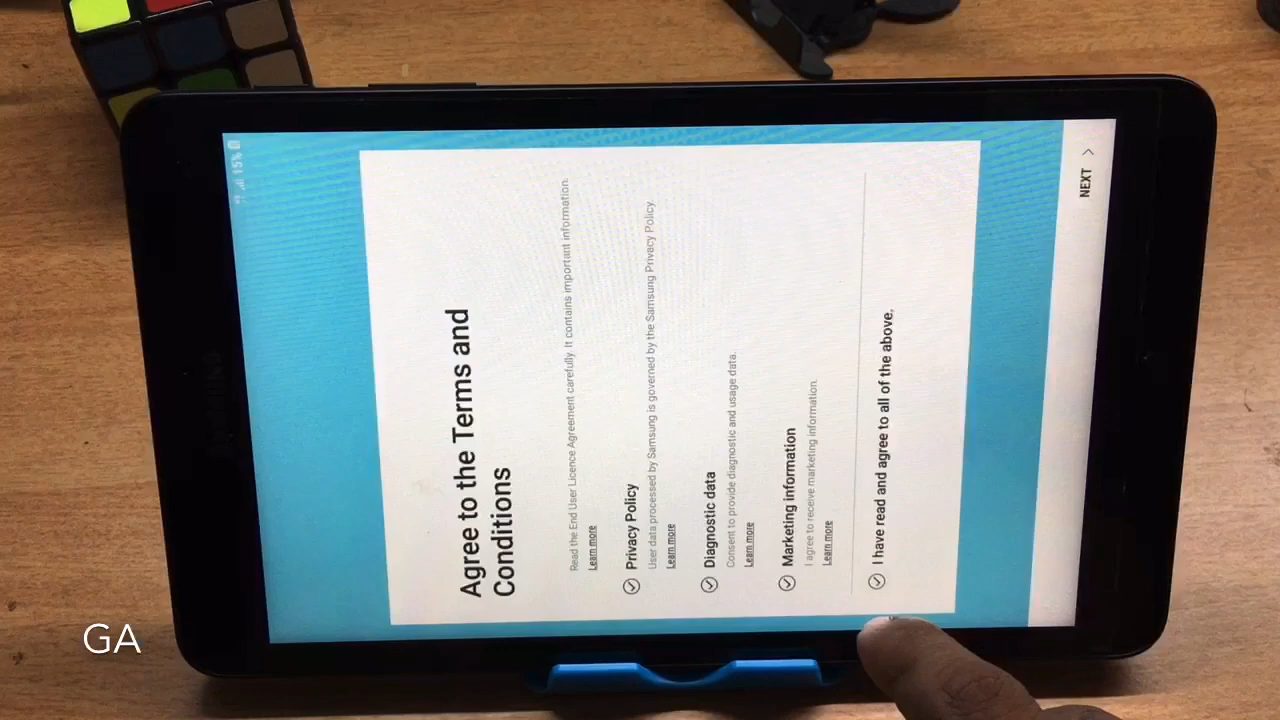 15%
Agree to the Terms and
Conditions
Read the End User Licence Agreement carefully. It contains important information.
Learn more
Privacy Policy
User data processed by Samsung is governed by the Samsung Privacy Policy.
Learn more
Diagnostic data
Consent to provide diagnostic and usage data.
Learn more
Marketing information
I agree to receive marketing information.
Learn more
I have read and agree to all of the above.
NEXT >
SAMSUNG
GA